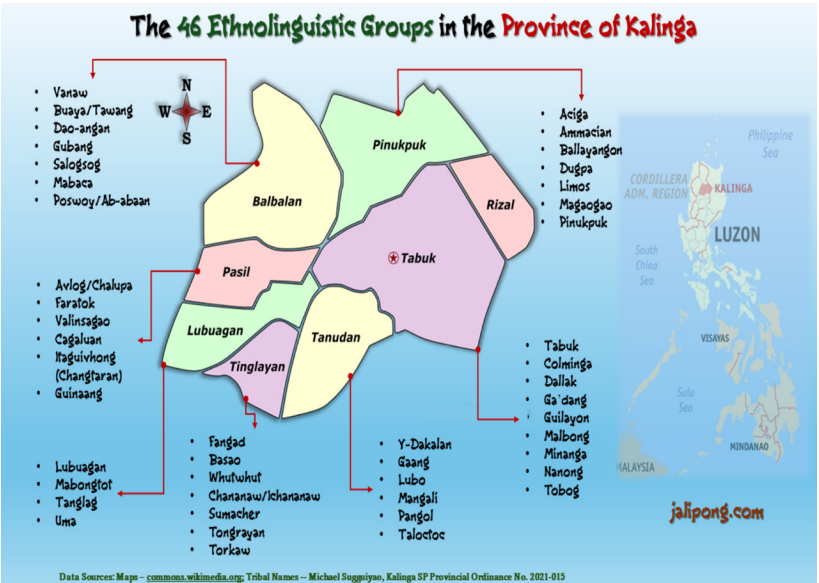 The 46 Ethnolinguistic Groups in the Province of Kalinga
• Vanaw
• Buaya/Tawang
• Dao-angan
• Gubang
• Salogsog
• Mabaca
• Poswoy/Ab-abaan
N
W E
S
Pinukpuk
Balbalan
Rizal
Pasil
Tabuk
Lubuagan
Tanudan
Tinglayan
• Aciga
• Ammacian
• Ballayangon
• Dugpa
• Limos
• Magaogao
• Pinukpuk
Philippine
Sea
CORDILLERA
ADM. REGION
KALINGA
LUZON
South
China
Sea
VISAYAS
Sulu
Sea
MINDANAO
MALAYSIA
• Avlog/Chalupa
• Faratok
• Valinsagao
• Cagaluan
• Itaguivhong
(Changtaran)
• Guinaang
• Lubuagan
• Mabongtot
• Tanglag
• Uma
• Fangad
• Basao
• Whutwhut
• Chananaw/Ichananaw
• Sumacher
• Tongrayan
• Torkaw
• Y-Dakalan
• Gaang
• Lubo
• Mangali
• Pangol
• Taloctoc
• Tabuk
• Colminga
• Dallak
• Ga'dang
• Guilayon
• Malbong
• Minanga
• Nanong
• Tobog
jalipong.com
Data Sources: Maps – commons.wikimedia.org; Tribal Names -- Michael Sugguiyao, Kalinga SP Provincial Ordinance No. 2021-015